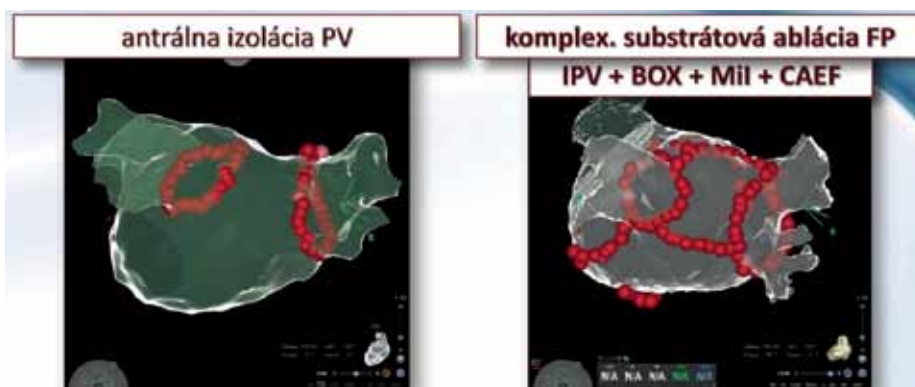 antrálna izolácia PV
komplex. substrátová ablácia FP
IPV + BOX + MiI + CAEF
N/A N/A N/A N/A N/A